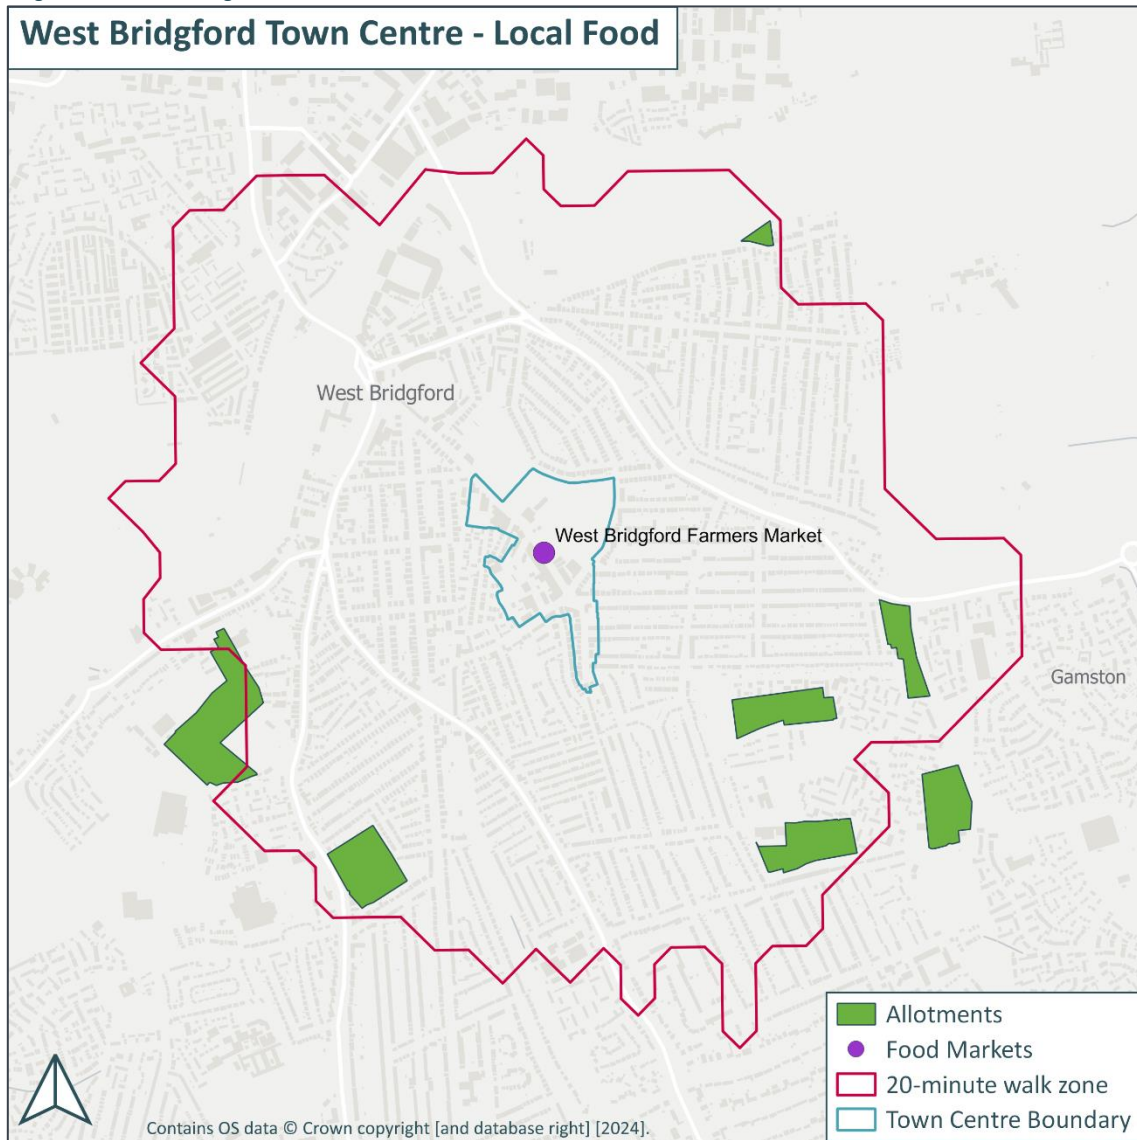 West Bridgford Town Centre - Local Food
West Bridgford
West Bridgford Farmers Market
Gamston
Allotments
Food Markets
20-minute walk zone
Town Centre Boundary
Contains OS data © Crown copyright [and database right] [2024].